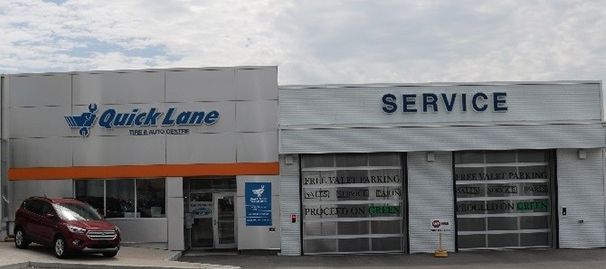 Quick Lane
TIRE & AUTO CENTRE
SERVICE
FREE VALET PARKING
SALES SERVICE PARTS
PROCEED ON GREEN
FREE VALET PARKING
SALES SERVICE PARTS
PROCEED ON GREEN